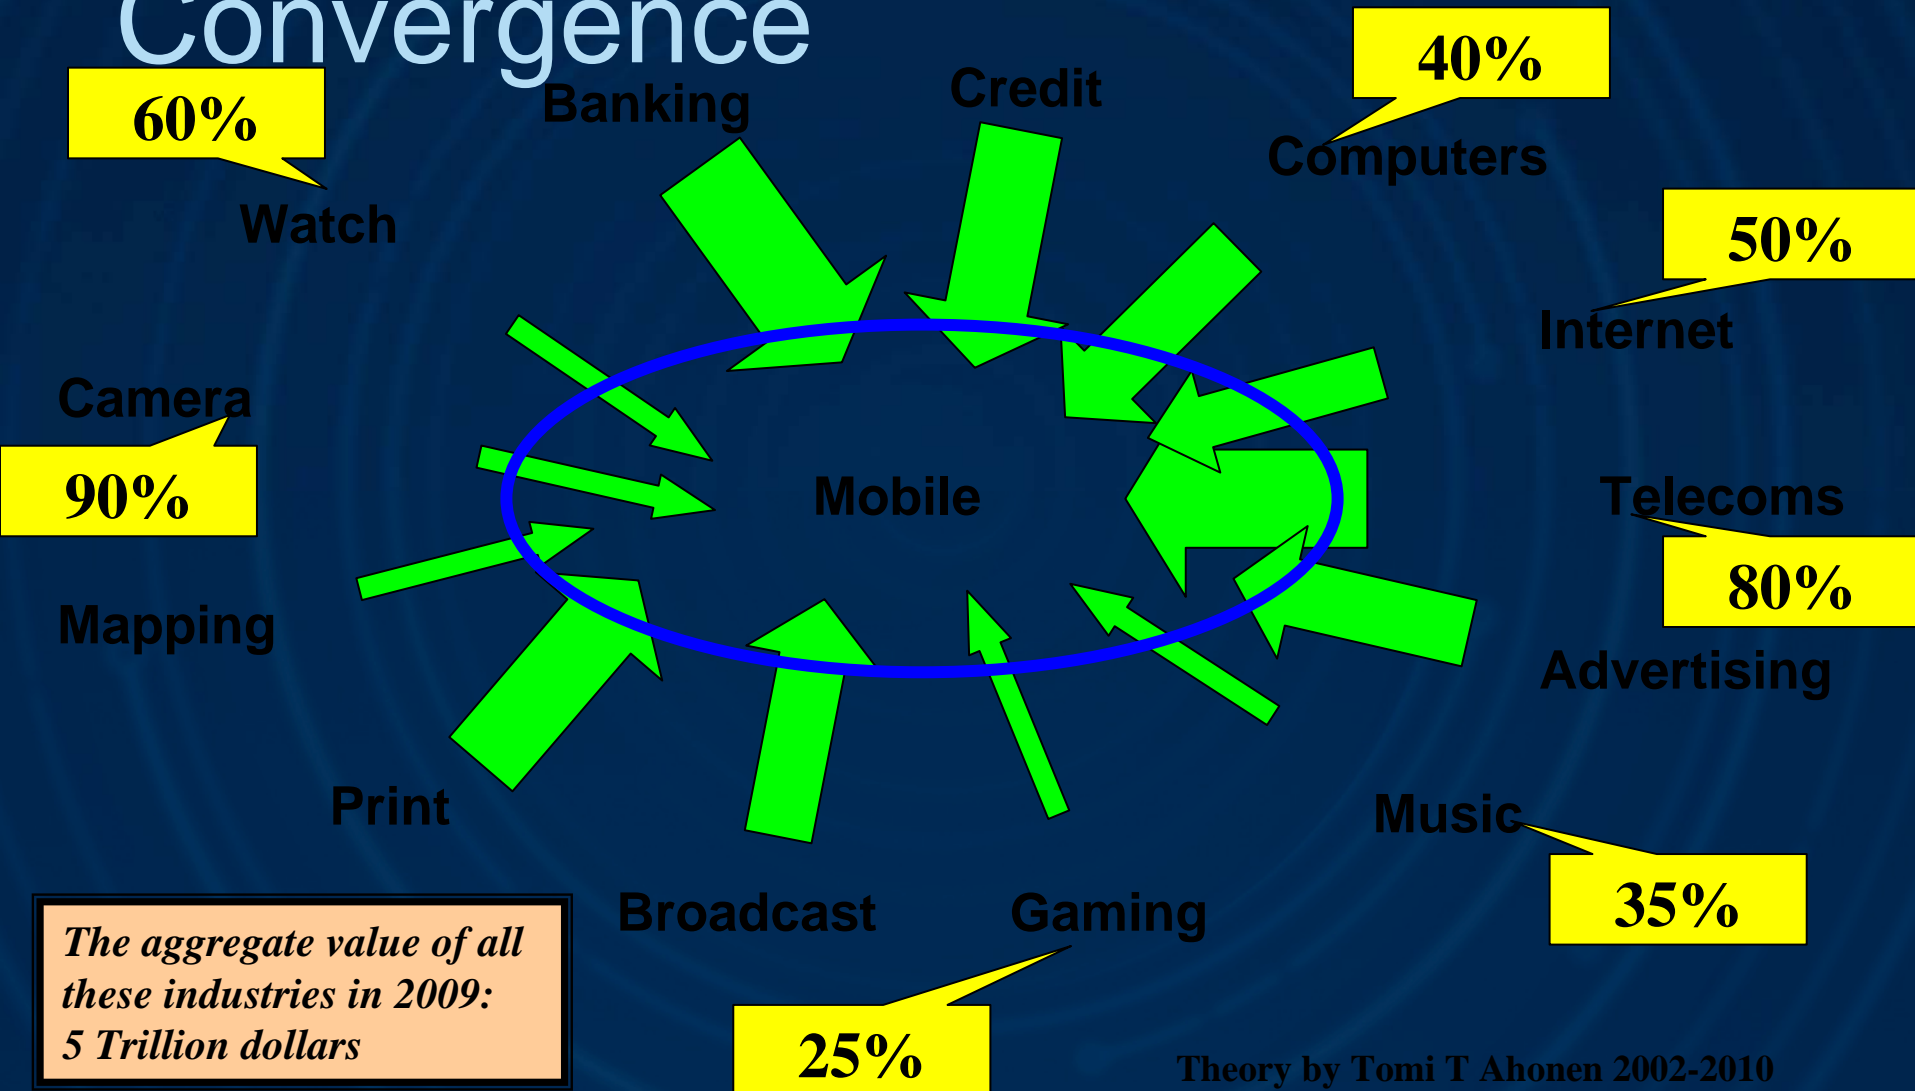 Convergence
40%
60%
Banking
Credit
Computers
Watch
50%
Internet
Camera
90%
Mobile
Telecoms
80%
Mapping
Advertising
Print
Music
35%
Broadcast
Gaming
The aggregate value of all
these industries in 2009:
5 Trillion dollars
25%
Theory by Tomi T Ahonen 2002-2010